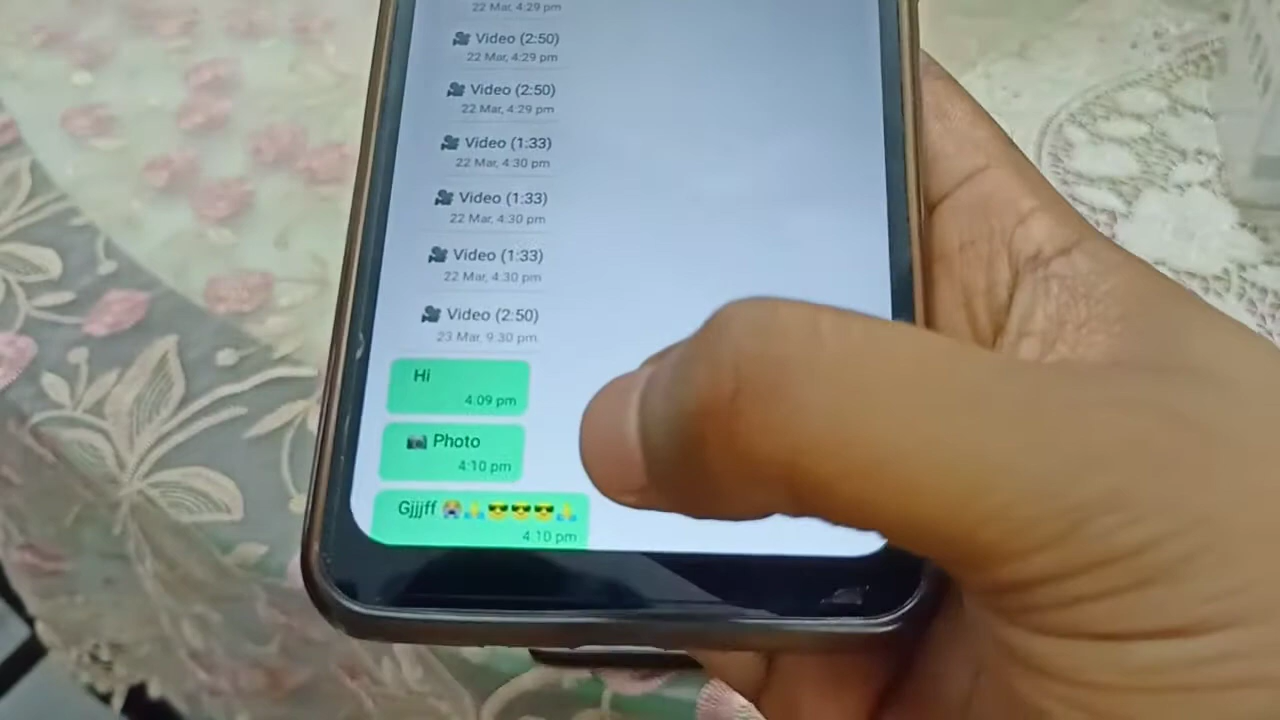 22 Mar, 4:29 pm
Video (2:50)
22 Mar, 4:29 pm
Video (2:50)
22 Mar, 4:29 pm
Video (1:33)
22 Mar, 4:30 pm
Video (1:33)
22 Mar, 4:30 pm
Video (1:33)
22 Mar, 4:30 pm
Video (2:50)
23 Mar, 9:30 pm
Hi
4:09 pm
Photo
4:10 pm
Gjjjff
4:10 pm